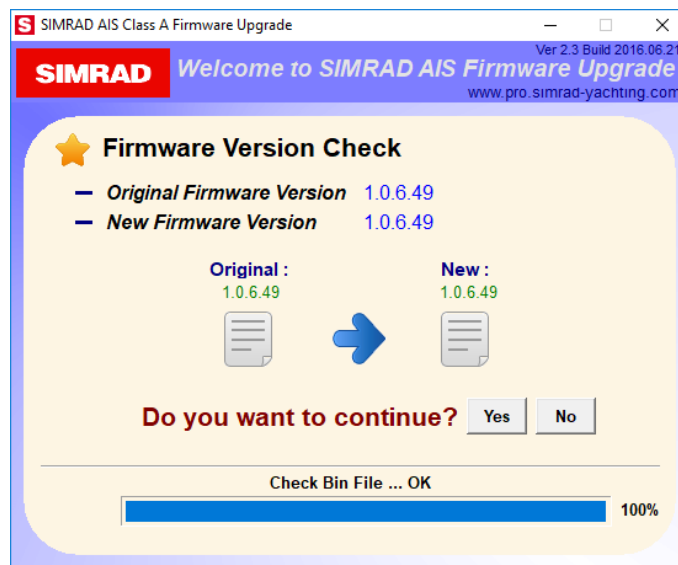 SIMRAD AIS Class A Firmware Upgrade
Ver 2.3 Build 2016.06.21
SIMRAD Welcome to SIMRAD AIS Firmware Upgrade
www.pro.simrad-yachting.com
Firmware Version Check
Original Firmware Version 1.0.6.49
New Firmware Version 1.0.6.49
Original : New :
1.0.6.49 1.0.6.49
Do you want to continue? Yes No
Check Bin File ... OK
100%